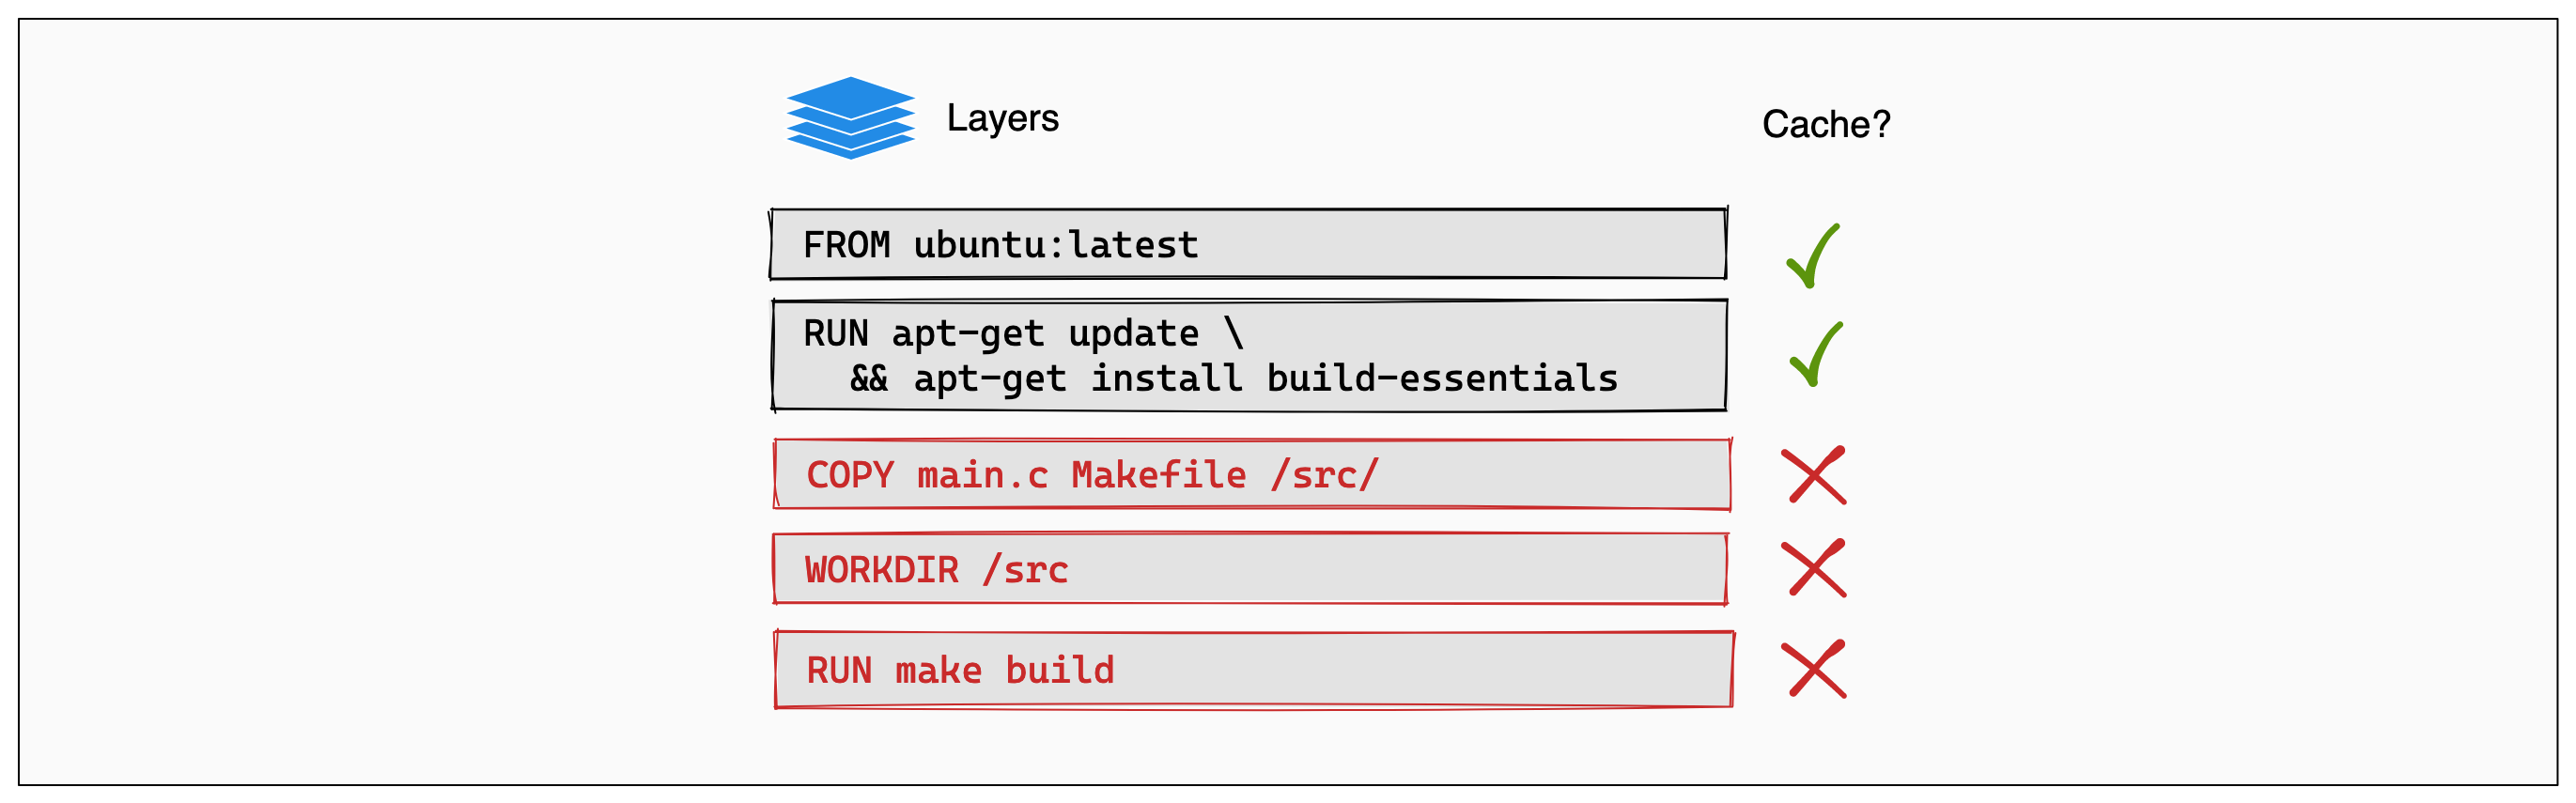 Layers
Cache?
FROM ubuntu:latest
RUN apt-get update \
  && apt-get install build-essentials
COPY main.c Makefile /src/
WORKDIR /src
RUN make build